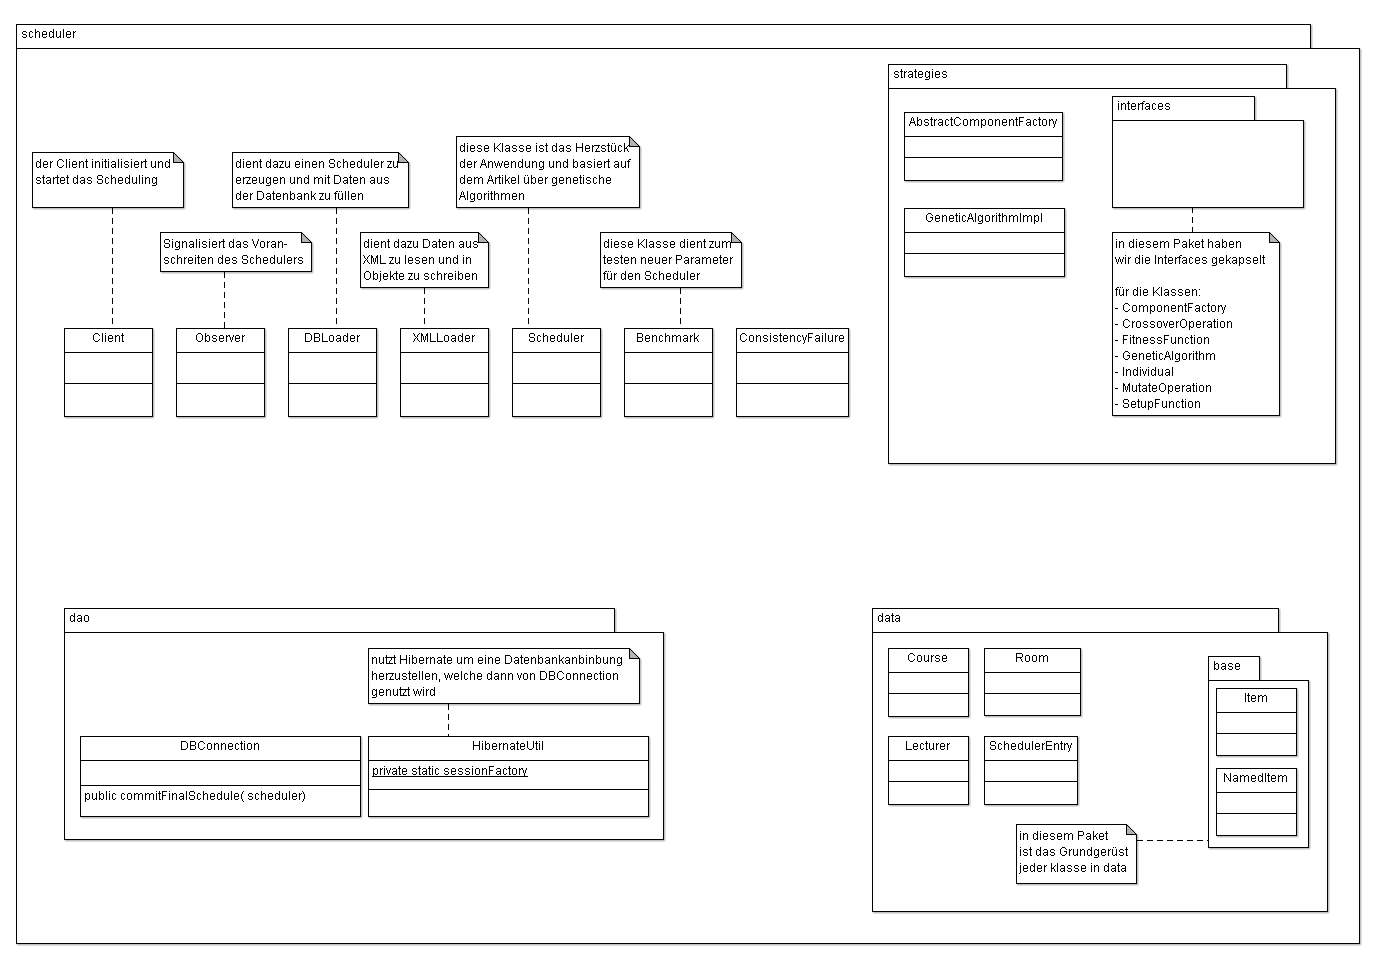 scheduler
strategies
AbstractComponentFactory
GeneticAlgorithmImpl
interfaces
in diesem Paket haben
wir die Interfaces gekapselt
für die Klassen:
- ComponentFactory
- CrossoverOperation
- FitnessFunction
- GeneticAlgorithm
- Individual
- MutateOperation
- SetupFunction
der Client initialisiert und
startet das Scheduling
Signalisiert das Voran-
schreiten des Schedulers
dient dazu einen Scheduler zu
erzeugen und mit Daten aus
der Datenbank zu füllen
dient dazu Daten aus
XML zu lesen und in
Objekte zu schreiben
diese Klasse ist das Herzstück
der Anwendung und basiert auf
dem Artikel über genetische
Algorithmen
diese Klasse dient zum
testen neuer Parameter
für den Scheduler
Client
Observer
DBLoader
XMLLoader
Scheduler
Benchmark
ConsistencyFailure
dao
nutzt Hibernate um eine Datenbankanbinbung
herzustellen, welche dann von DBConnection
genutzt wird
DBConnection
public commitFinalSchedule( scheduler)
HibernateUtil
private static sessionFactory
data
Course
Room
Lecturer
SchedulerEntry
base
Item
NamedItem
in diesem Paket
ist das Grundgerüst
jeder klasse in data